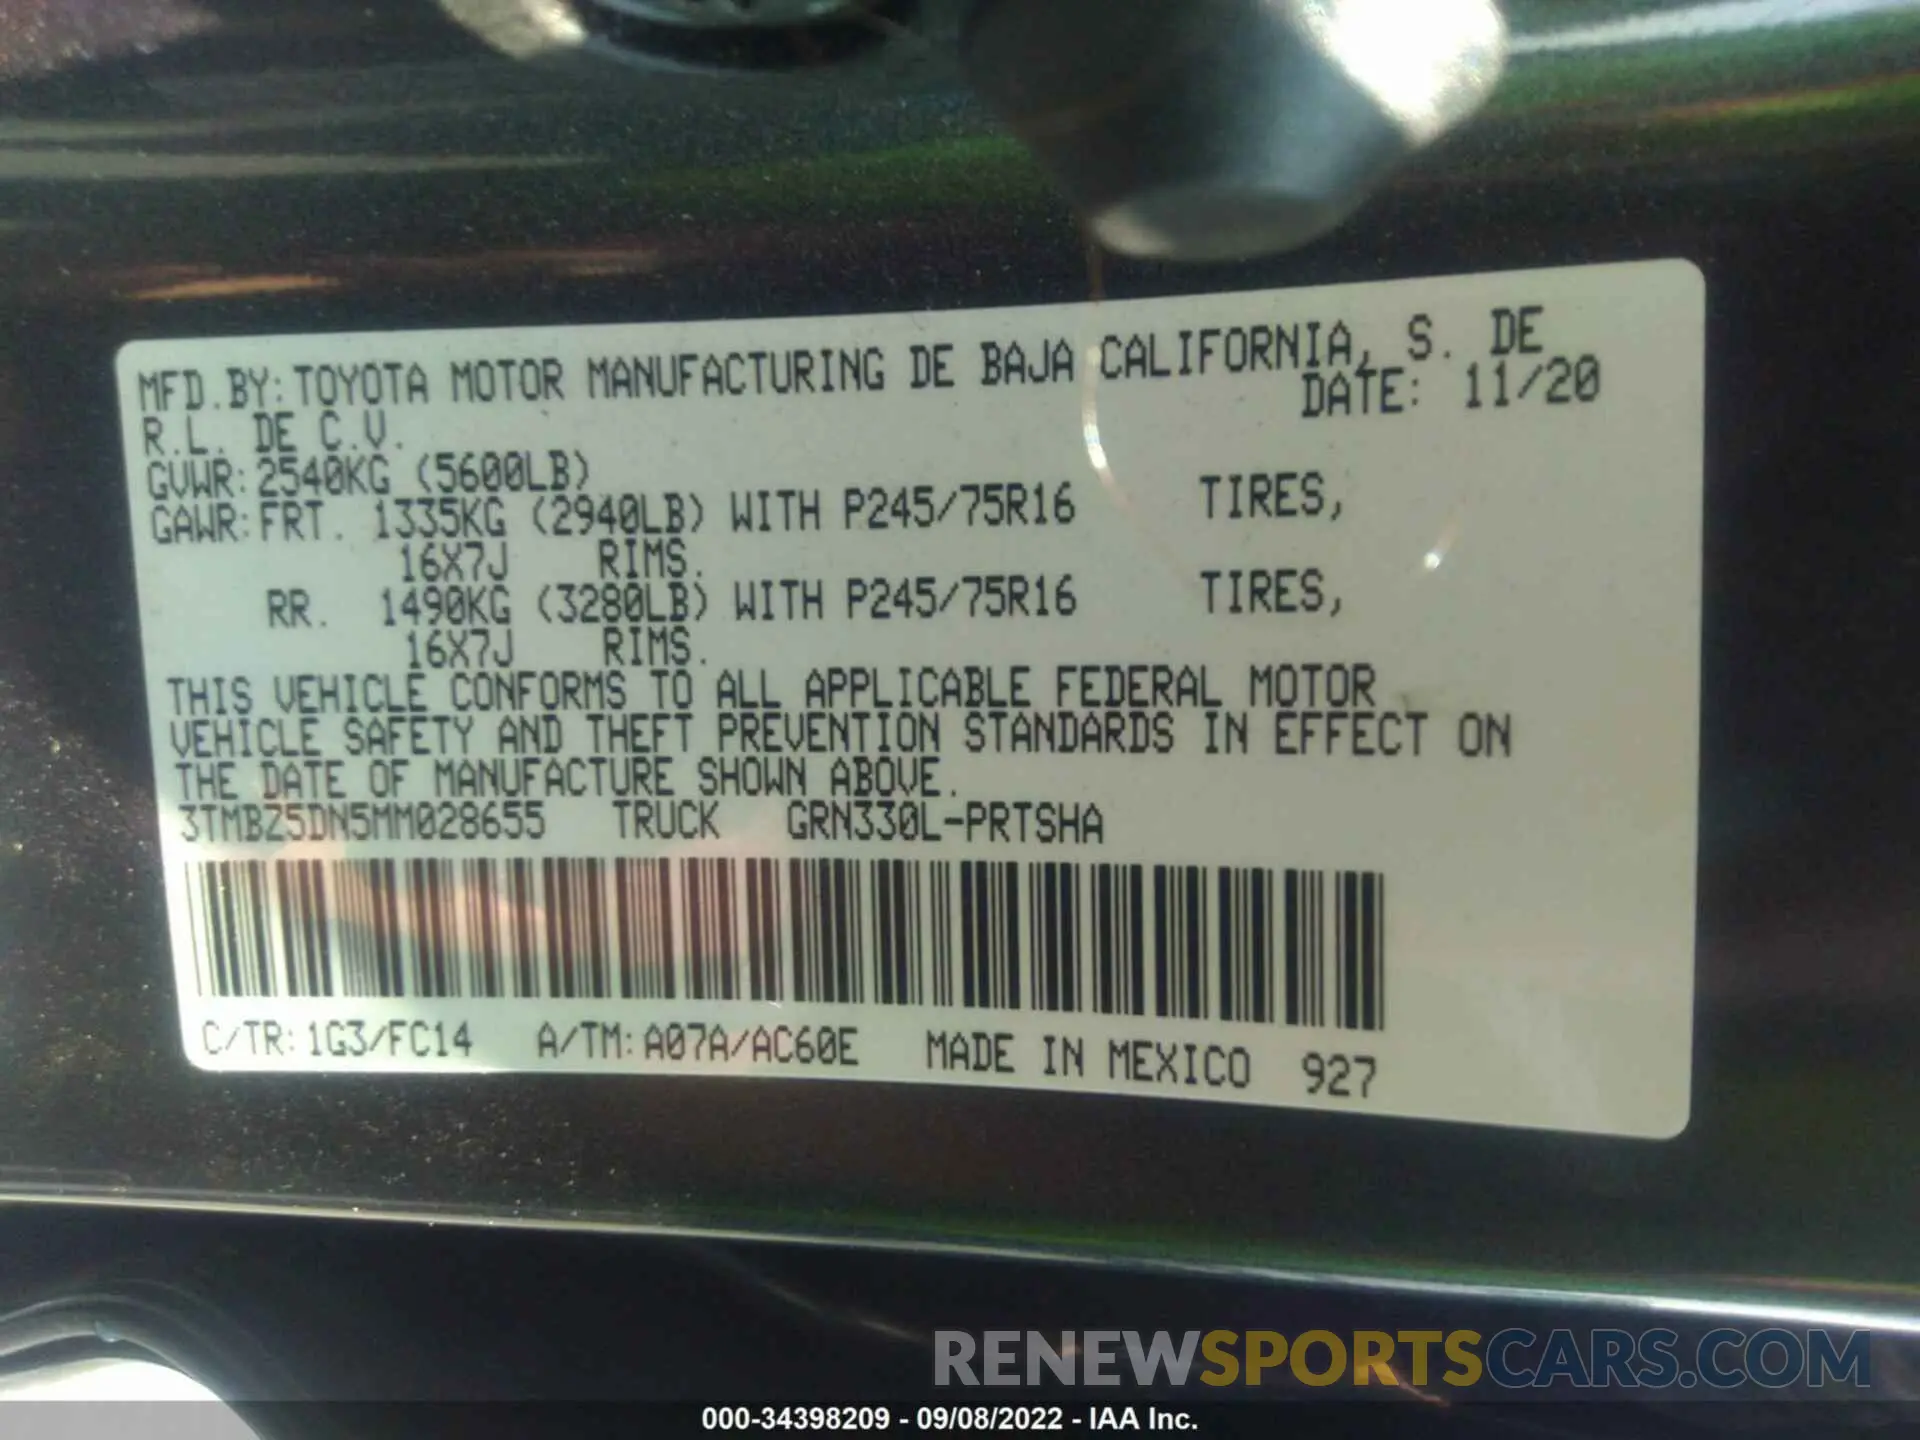 MFD.BY:TOYOTA MOTOR MANUFACTURING DE BAJA CALIFORNIA, S. DE
R.L. DE C.V. DATE: 11/20
GVWR:2540KG (5600LB)
GAWR:FRT. 1335KG (2940LB) WITH P245/75R16 TIRES,
16X7J RIMS.
RR. 1490KG (3280LB) WITH P245/75R16 TIRES,
16X7J RIMS.
THIS VEHICLE CONFORMS TO ALL APPLICABLE FEDERAL MOTOR
VEHICLE SAFETY AND THEFT PREVENTION STANDARDS IN EFFECT ON
THE DATE OF MANUFACTURE SHOWN ABOVE.
3TMBZ5DN5MM028655 TRUCK GRN330L-PRTSHA
C/TR:1G3/FC14 A/TM:A07A/AC60E MADE IN MEXICO 927
RENEWSPORTSCARS.COM
000-34398209 - 09/08/2022 - IAA Inc.